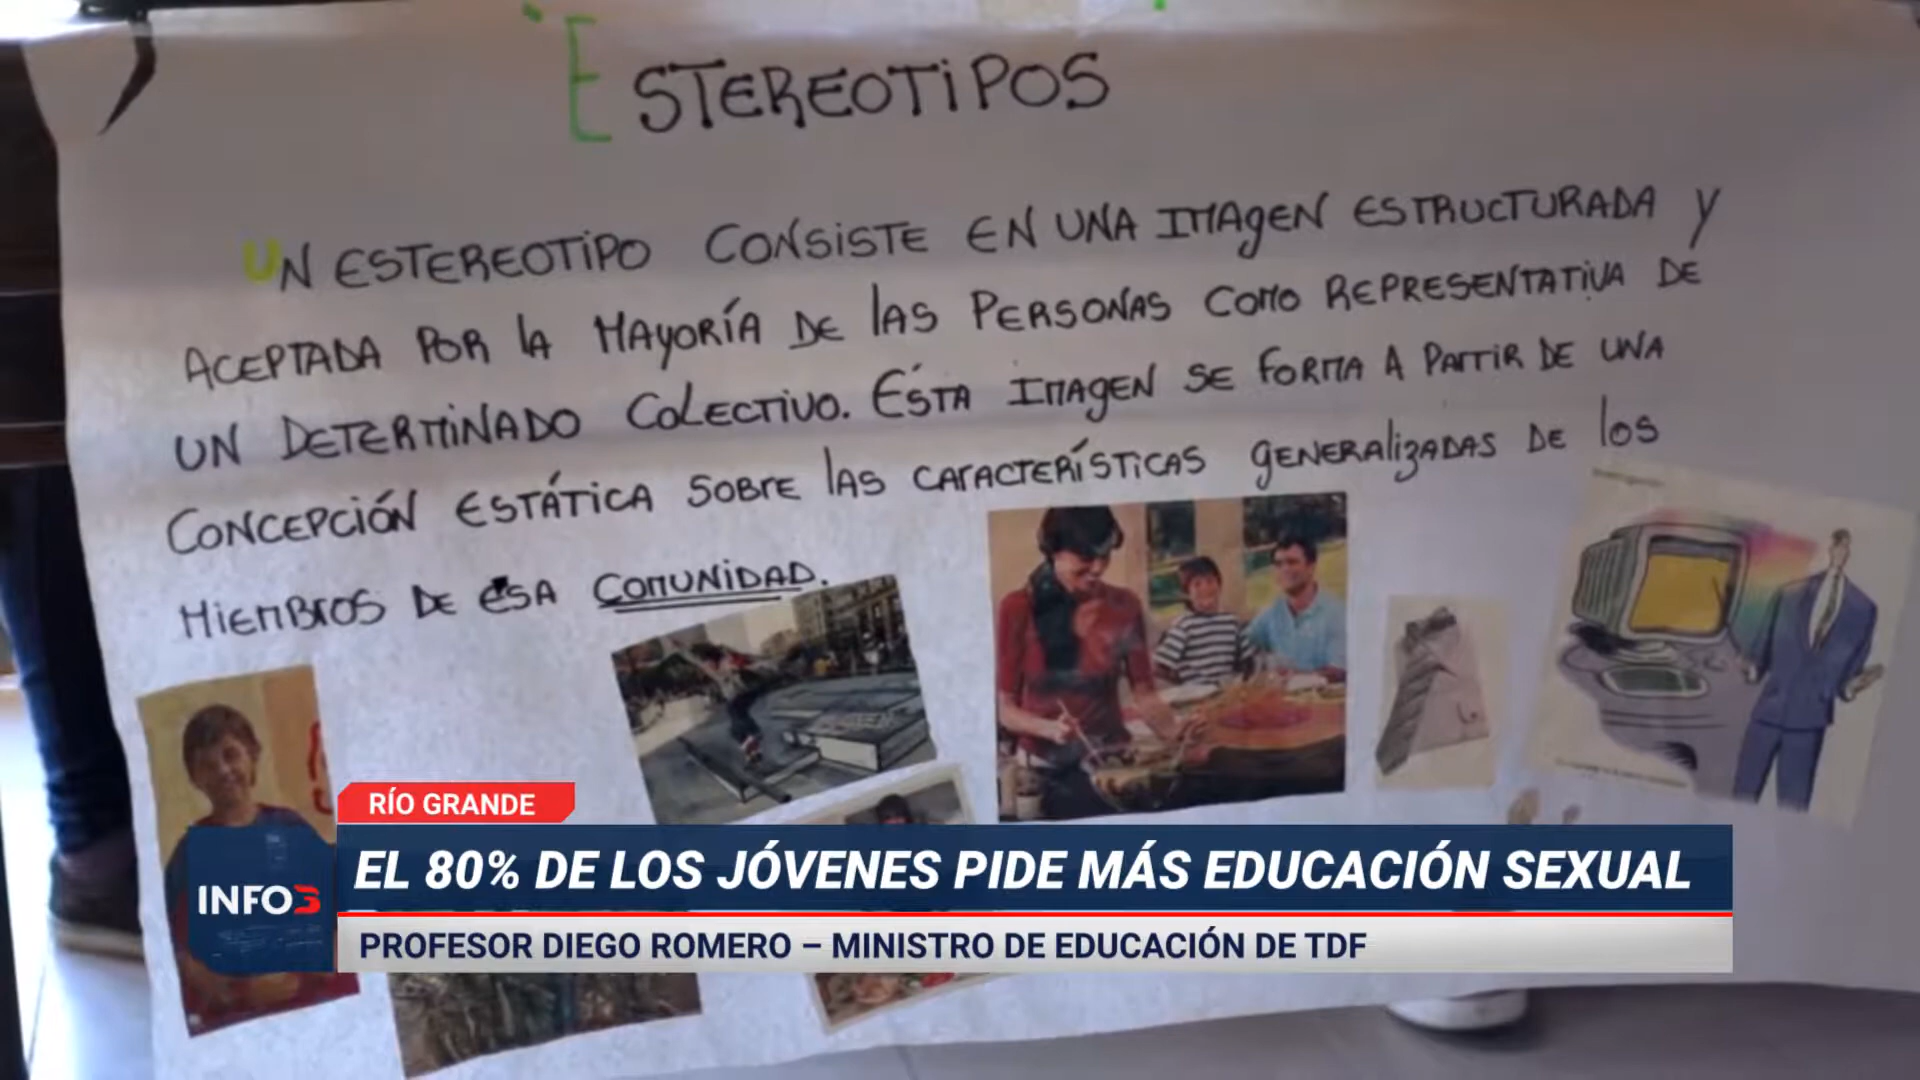 ESTEREOTIPOS
UN ESTEREOTIPO CONSISTE EN UNA IMAGEN ESTRUCTURADA Y
ACEPTADA POR LA MAYORÍA DE LAS PERSONAS COMO REPRESENTATIVA DE
UN DETERMINADO COLECTIVO. ÉSTA IMAGEN SE FORMA A PARTIR DE UNA
CONCEPCIÓN ESTÁTICA SOBRE LAS CARACTERÍSTICAS GENERALIZADAS DE LOS
MIEMBROS DE ESA COMUNIDAD.
RÍO GRANDE
EL 80% DE LOS JÓVENES PIDE MÁS EDUCACIÓN SEXUAL
INFO3
PROFESOR DIEGO ROMERO – MINISTRO DE EDUCACIÓN DE TDF